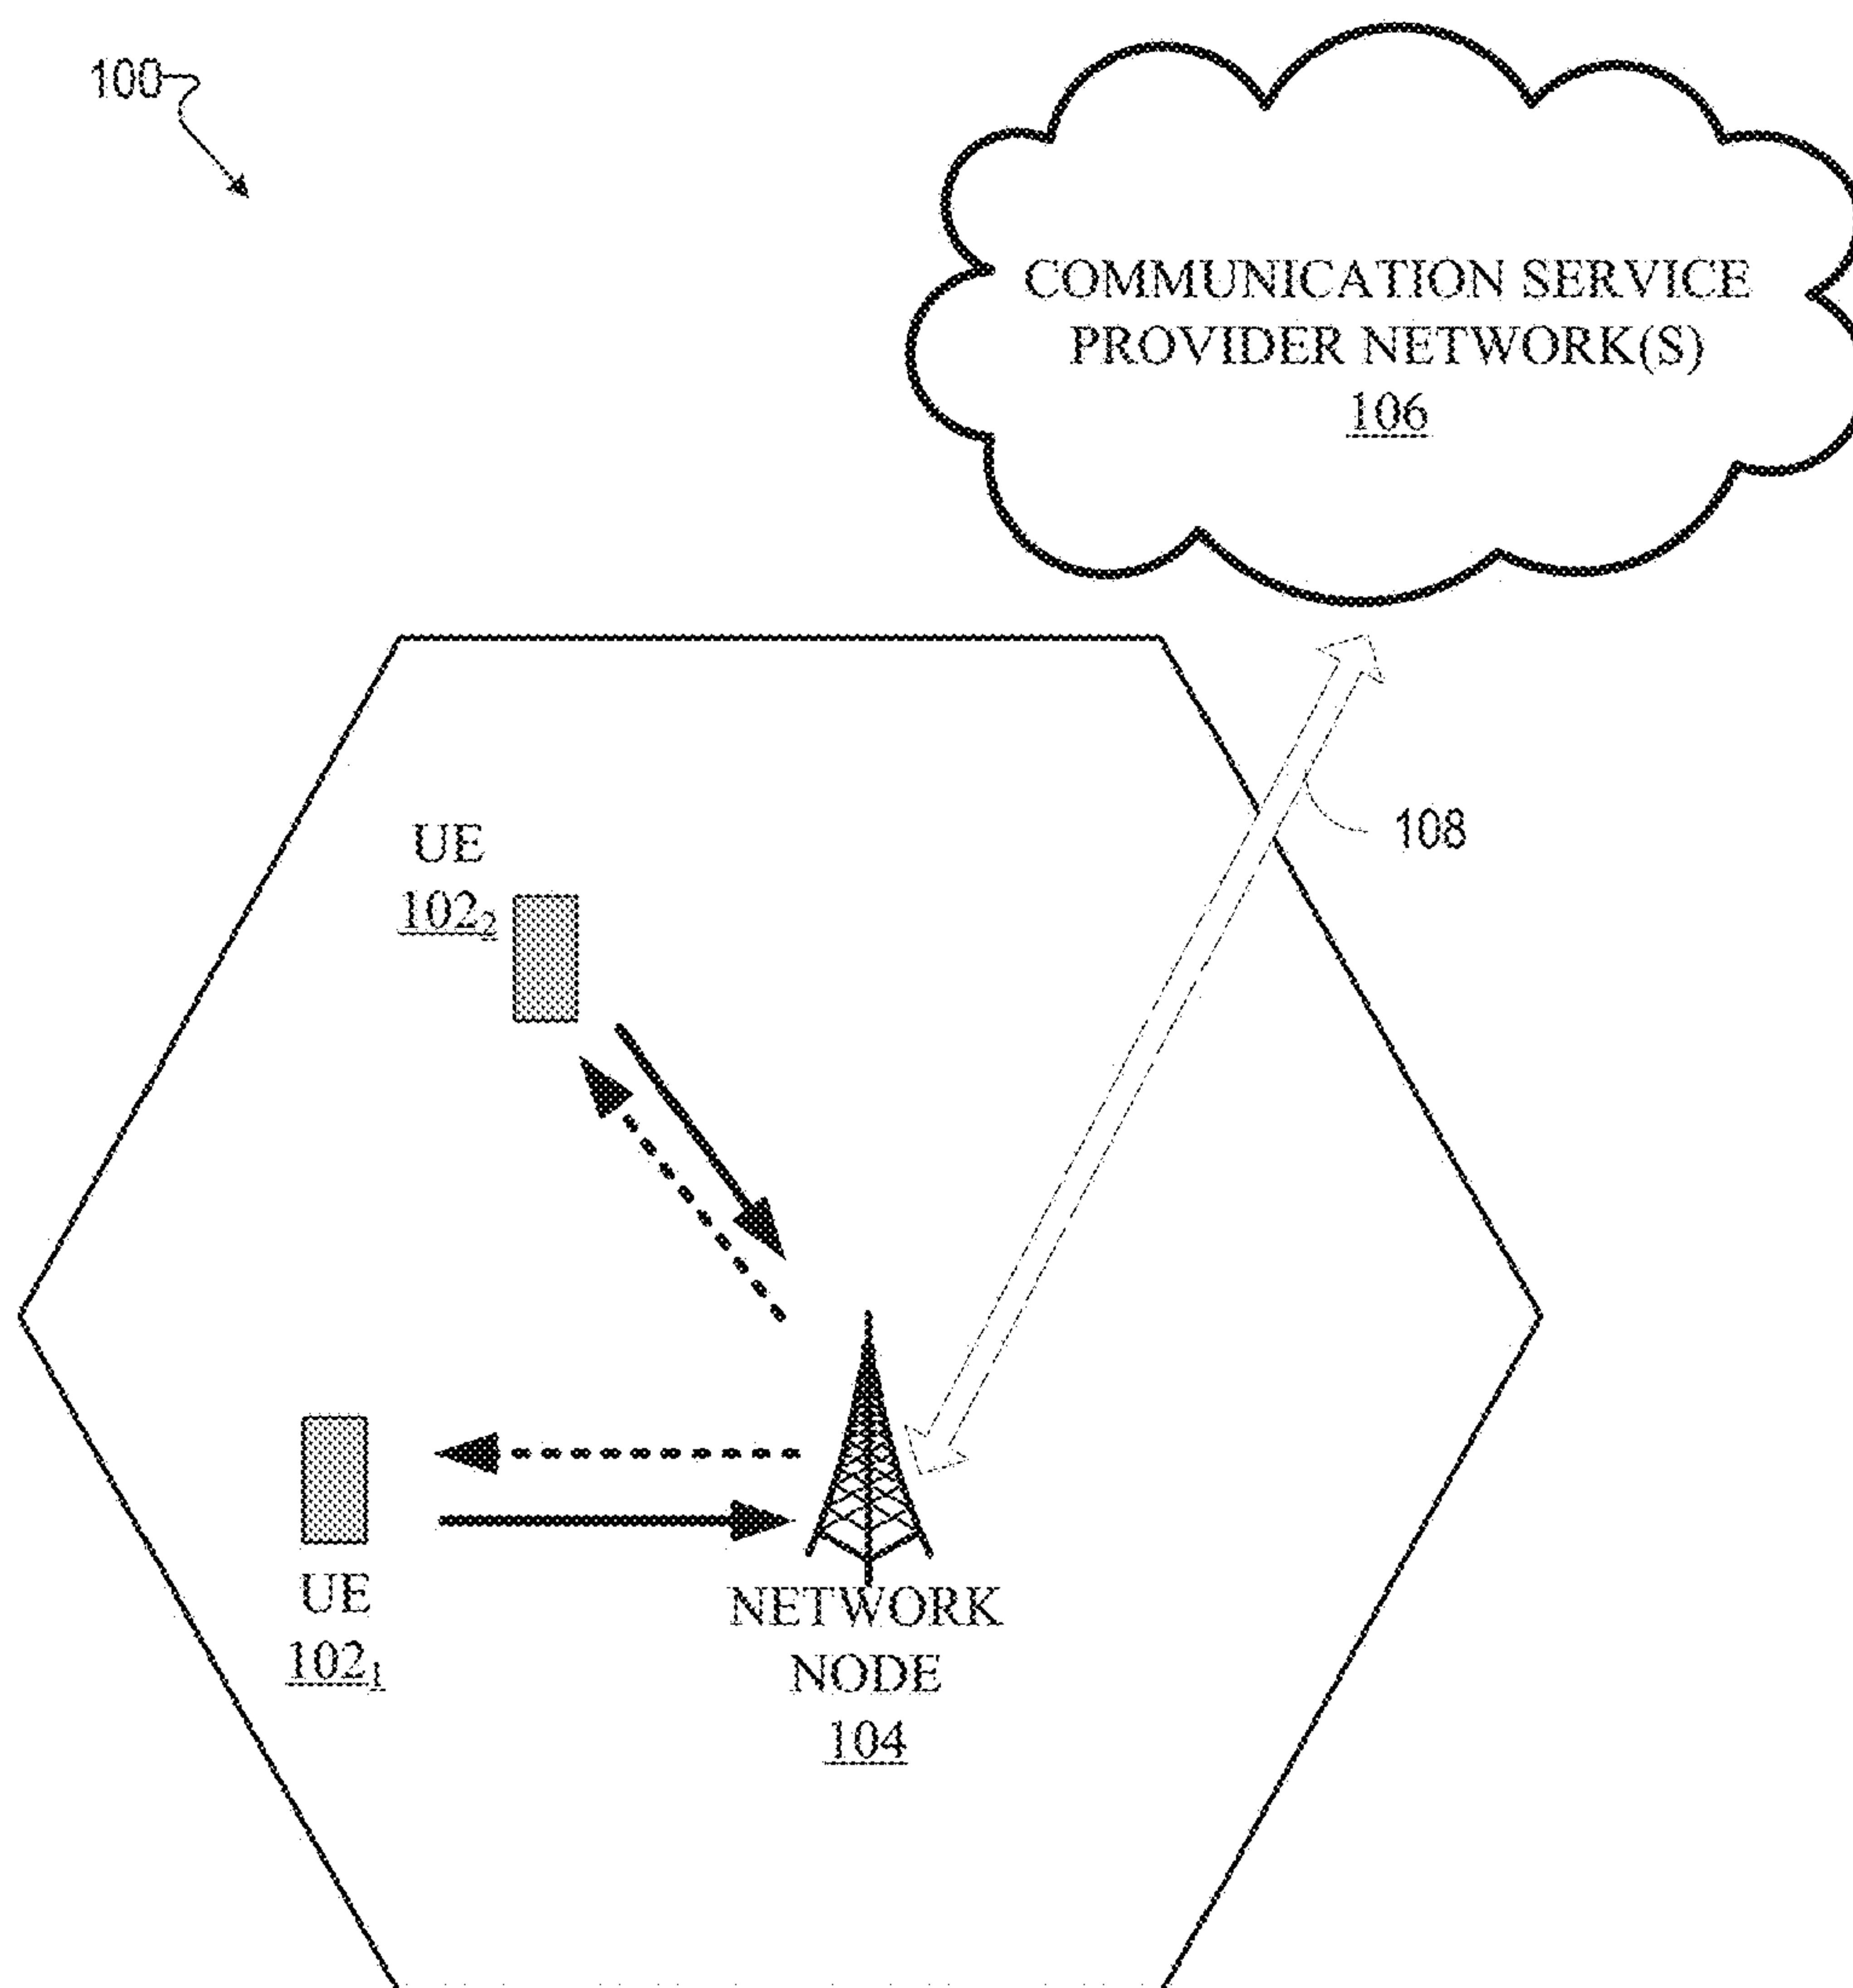 100
COMMUNICATION SERVICE
PROVIDER NETWORK(S)
106
108
UE
102₂
UE
102₁
NETWORK
NODE
104